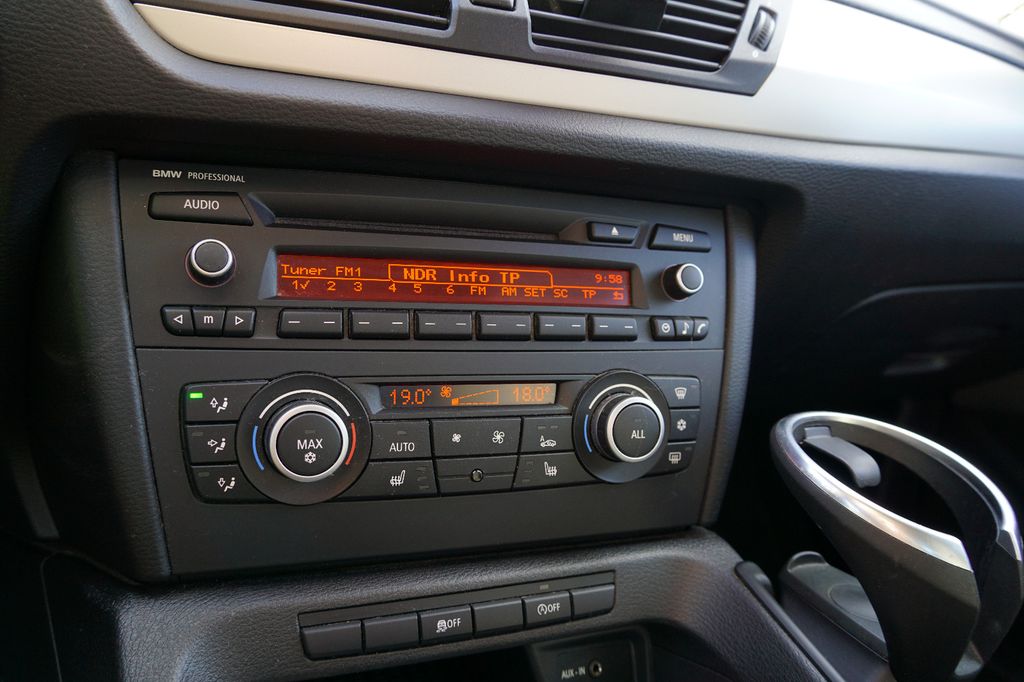 BMW PROFESSIONAL
AUDIO
MENU
Tuner FM1 NDR Info TP 9:58
1✓ 2 3 4 5 6 FM AM SET SC TP
m
19.0° 18.0°
MAX
AUTO
ALL
OFF
OFF
AUX-IN